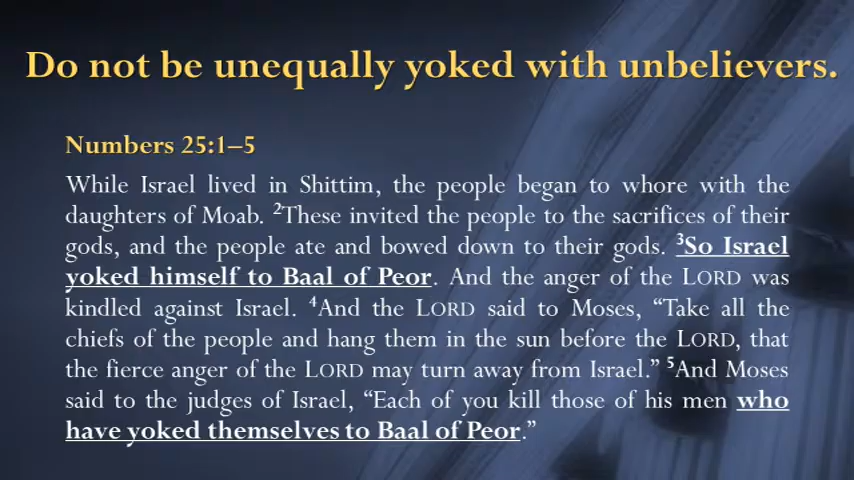 Do not be unequally yoked with unbelievers.
Numbers 25:1–5
While Israel lived in Shittim, the people began to whore with the
daughters of Moab. ²These invited the people to the sacrifices of their
gods, and the people ate and bowed down to their gods. ³So Israel
yoked himself to Baal of Peor. And the anger of the LORD was
kindled against Israel. ⁴And the LORD said to Moses, “Take all the
chiefs of the people and hang them in the sun before the LORD, that
the fierce anger of the LORD may turn away from Israel.” ⁵And Moses
said to the judges of Israel, “Each of you kill those of his men who
have yoked themselves to Baal of Peor.”